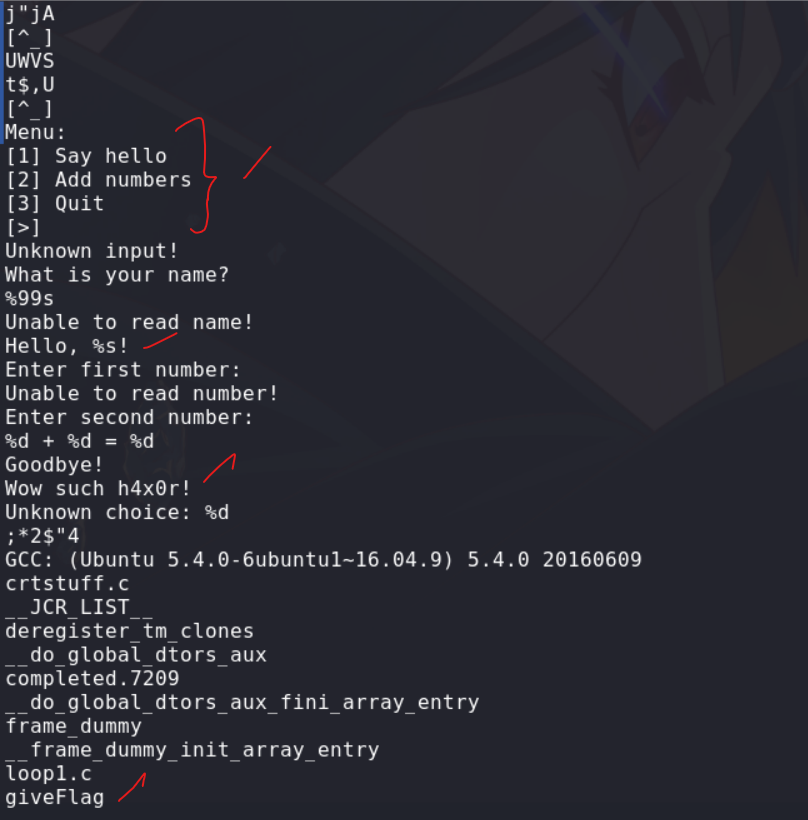 j"jA
[^_]
UWVS
t$,U
[^_]
Menu:
[1] Say hello
[2] Add numbers
[3] Quit
[>]
Unknown input!
What is your name?
%99s
Unable to read name!
Hello, %s!
Enter first number:
Unable to read number!
Enter second number:
%d + %d = %d
Goodbye!
Wow such h4x0r!
Unknown choice: %d
;*2$"4
GCC: (Ubuntu 5.4.0-6ubuntu1~16.04.9) 5.4.0 20160609
crtstuff.c
__JCR_LIST__
deregister_tm_clones
__do_global_dtors_aux
completed.7209
__do_global_dtors_aux_fini_array_entry
frame_dummy
__frame_dummy_init_array_entry
loop1.c
giveFlag